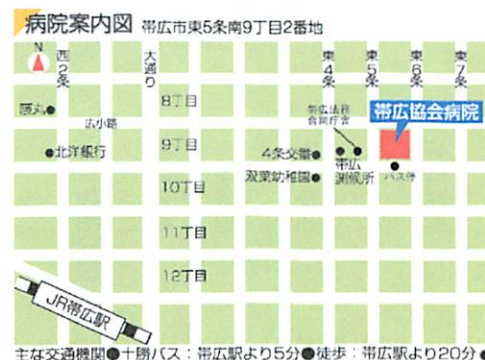 病院案内図 帯広市東5条南9丁目2番地
N
西2条
大通り
東4条
東5条
東6条
東7条
8丁目
藤丸
広小路
帯広法務
合同庁舎
帯広協会病院
北洋銀行
9丁目
4条交番
帯広
測候所
バス停
双葉幼稚園
10丁目
11丁目
12丁目
JR帯広駅
主な交通機関●十勝バス：帯広駅より5分●徒歩：帯広駅より20分●